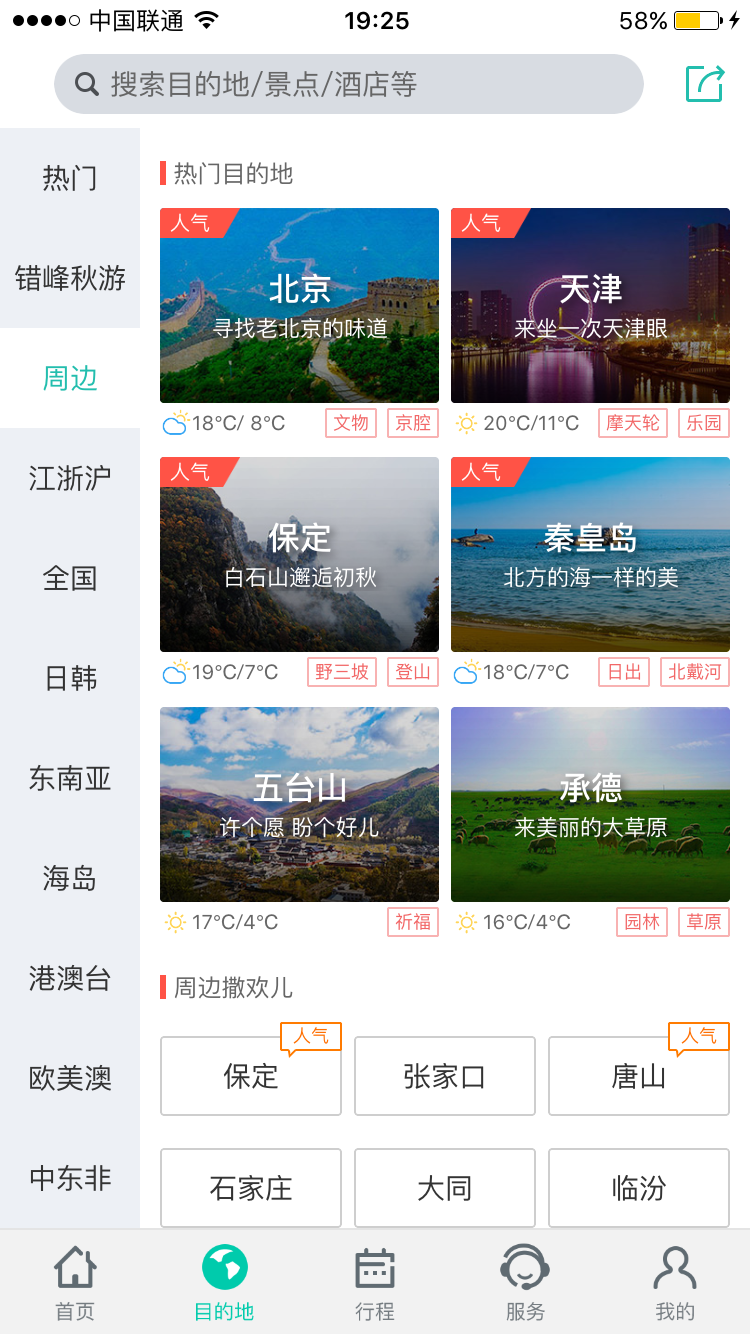 中国联通
19:25
58%
搜索目的地/景点/酒店等
热门
错峰秋游
周边
江浙沪
全国
日韩
东南亚
海岛
港澳台
欧美澳
中东非
热门目的地
人气
北京
寻找老北京的味道
18°C/ 8°C
文物
京腔
人气
天津
来坐一次天津眼
20°C/11°C
摩天轮
乐园
人气
保定
白石山邂逅初秋
19°C/7°C
野三坡
登山
人气
秦皇岛
北方的海一样的美
18°C/7°C
日出
北戴河
五台山
许个愿 盼个好儿
17°C/4°C
祈福
承德
来美丽的大草原
16°C/4°C
园林
草原
周边撒欢儿
人气
保定
张家口
人气
唐山
石家庄
大同
临汾
首页
目的地
行程
服务
我的